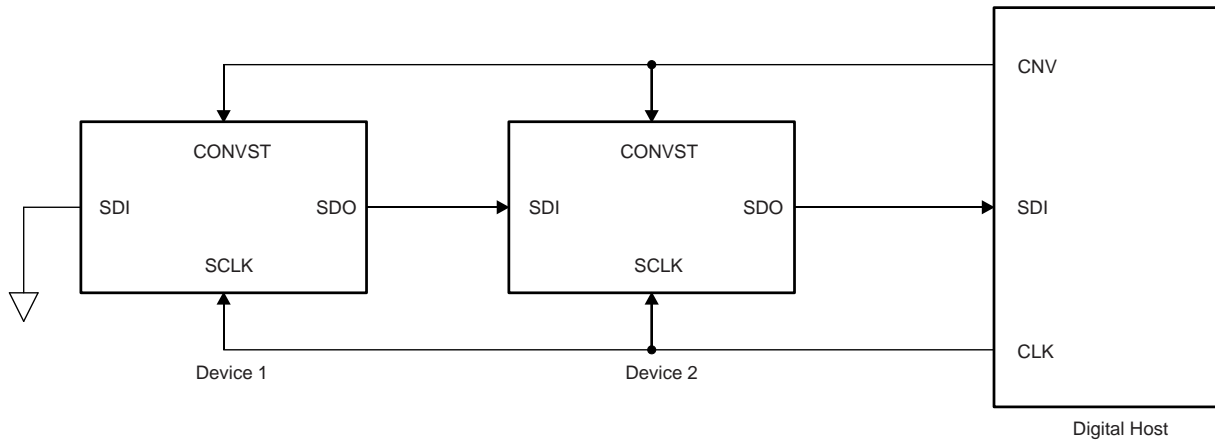 CNV
CONVST
CONVST
SDI
SDO
SDI
SDO
SDI
SCLK
SCLK
CLK
Device 1
Device 2
Digital Host